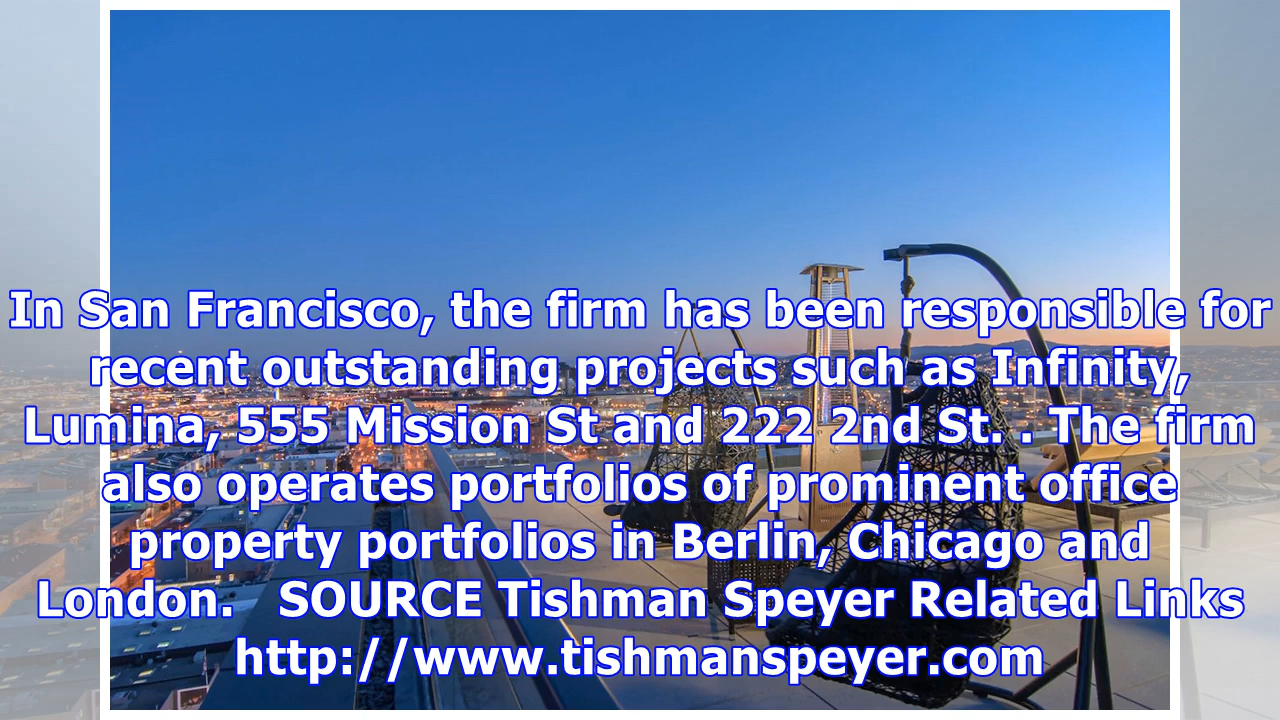 In San Francisco, the firm has been responsible for
recent outstanding projects such as Infinity,
Lumina, 555 Mission St and 222 2nd St. . The firm
also operates portfolios of prominent office
property portfolios in Berlin, Chicago and
London.   SOURCE Tishman Speyer Related Links
http://www.tishmanspeyer.com